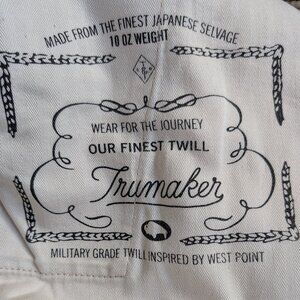 MADE FROM THE FINEST JAPANESE SELVAGE
10 OZ WEIGHT
WEAR FOR THE JOURNEY
OUR FINEST TWILL
Trumaker
MILITARY GRADE TWILL INSPIRED BY WEST POINT